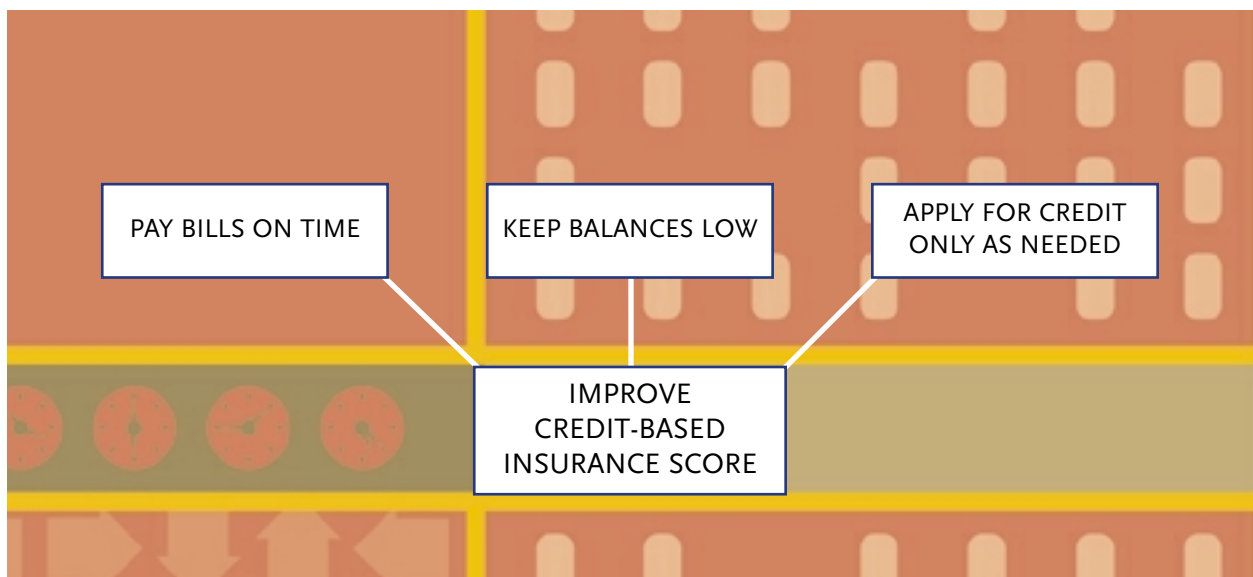 PAY BILLS ON TIME
KEEP BALANCES LOW
APPLY FOR CREDIT
ONLY AS NEEDED
IMPROVE
CREDIT-BASED
INSURANCE SCORE